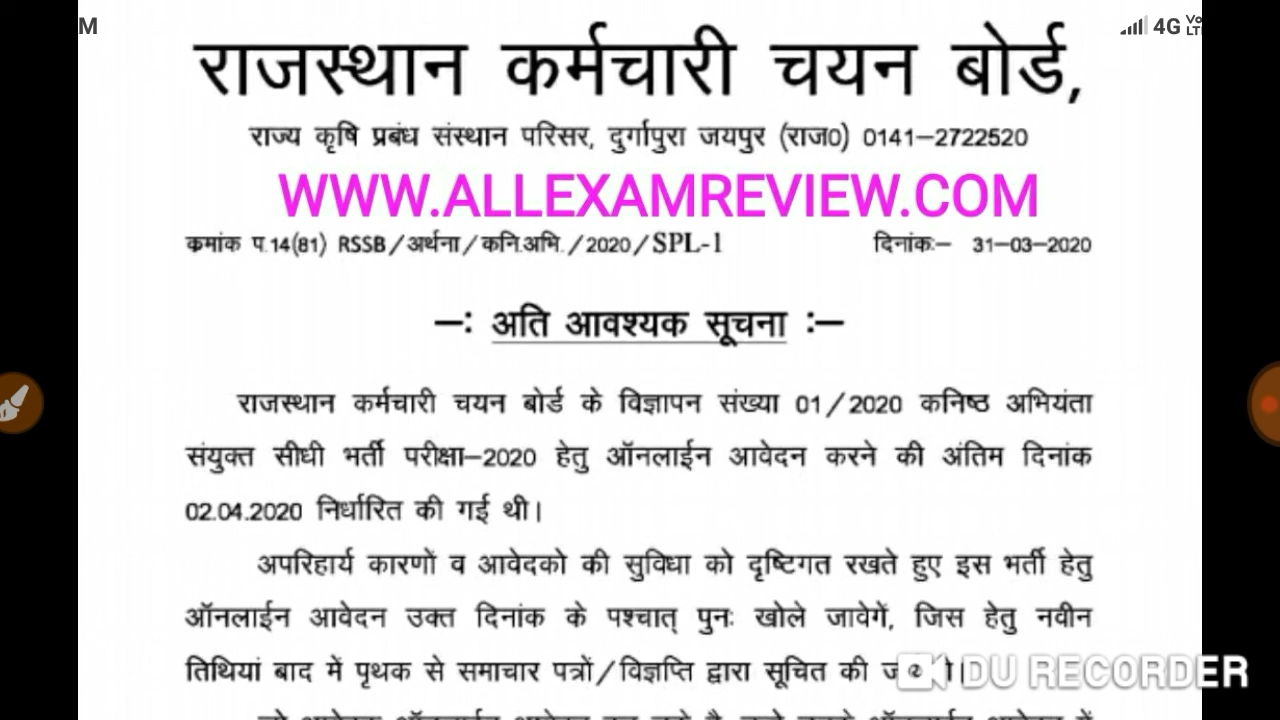 M
4G Vo LTE
राजस्थान कर्मचारी चयन बोर्ड,
राज्य कृषि प्रबंध संस्थान परिसर, दुर्गापुरा जयपुर (राज0) 0141–2722520
WWW.ALLEXAMREVIEW.COM
क्रमांक प.14(81) RSSB/अर्थना/कनि.अभि./2020/SPL-1 दिनांकः– 31–03–2020
–: अति आवश्यक सूचना :–
राजस्थान कर्मचारी चयन बोर्ड के विज्ञापन संख्या 01/2020 कनिष्ठ अभियंता
संयुक्त सीधी भर्ती परीक्षा–2020 हेतु ऑनलाईन आवेदन करने की अंतिम दिनांक
02.04.2020 निर्धारित की गई थी।
अपरिहार्य कारणों व आवेदको की सुविधा को दृष्टिगत रखते हुए इस भर्ती हेतु
ऑनलाईन आवेदन उक्त दिनांक के पश्चात् पुनः खोले जावेगें, जिस हेतु नवीन
तिथियां बाद में पृथक से समाचार पत्रों/विज्ञप्ति द्वारा सूचित की
DU RECORDER